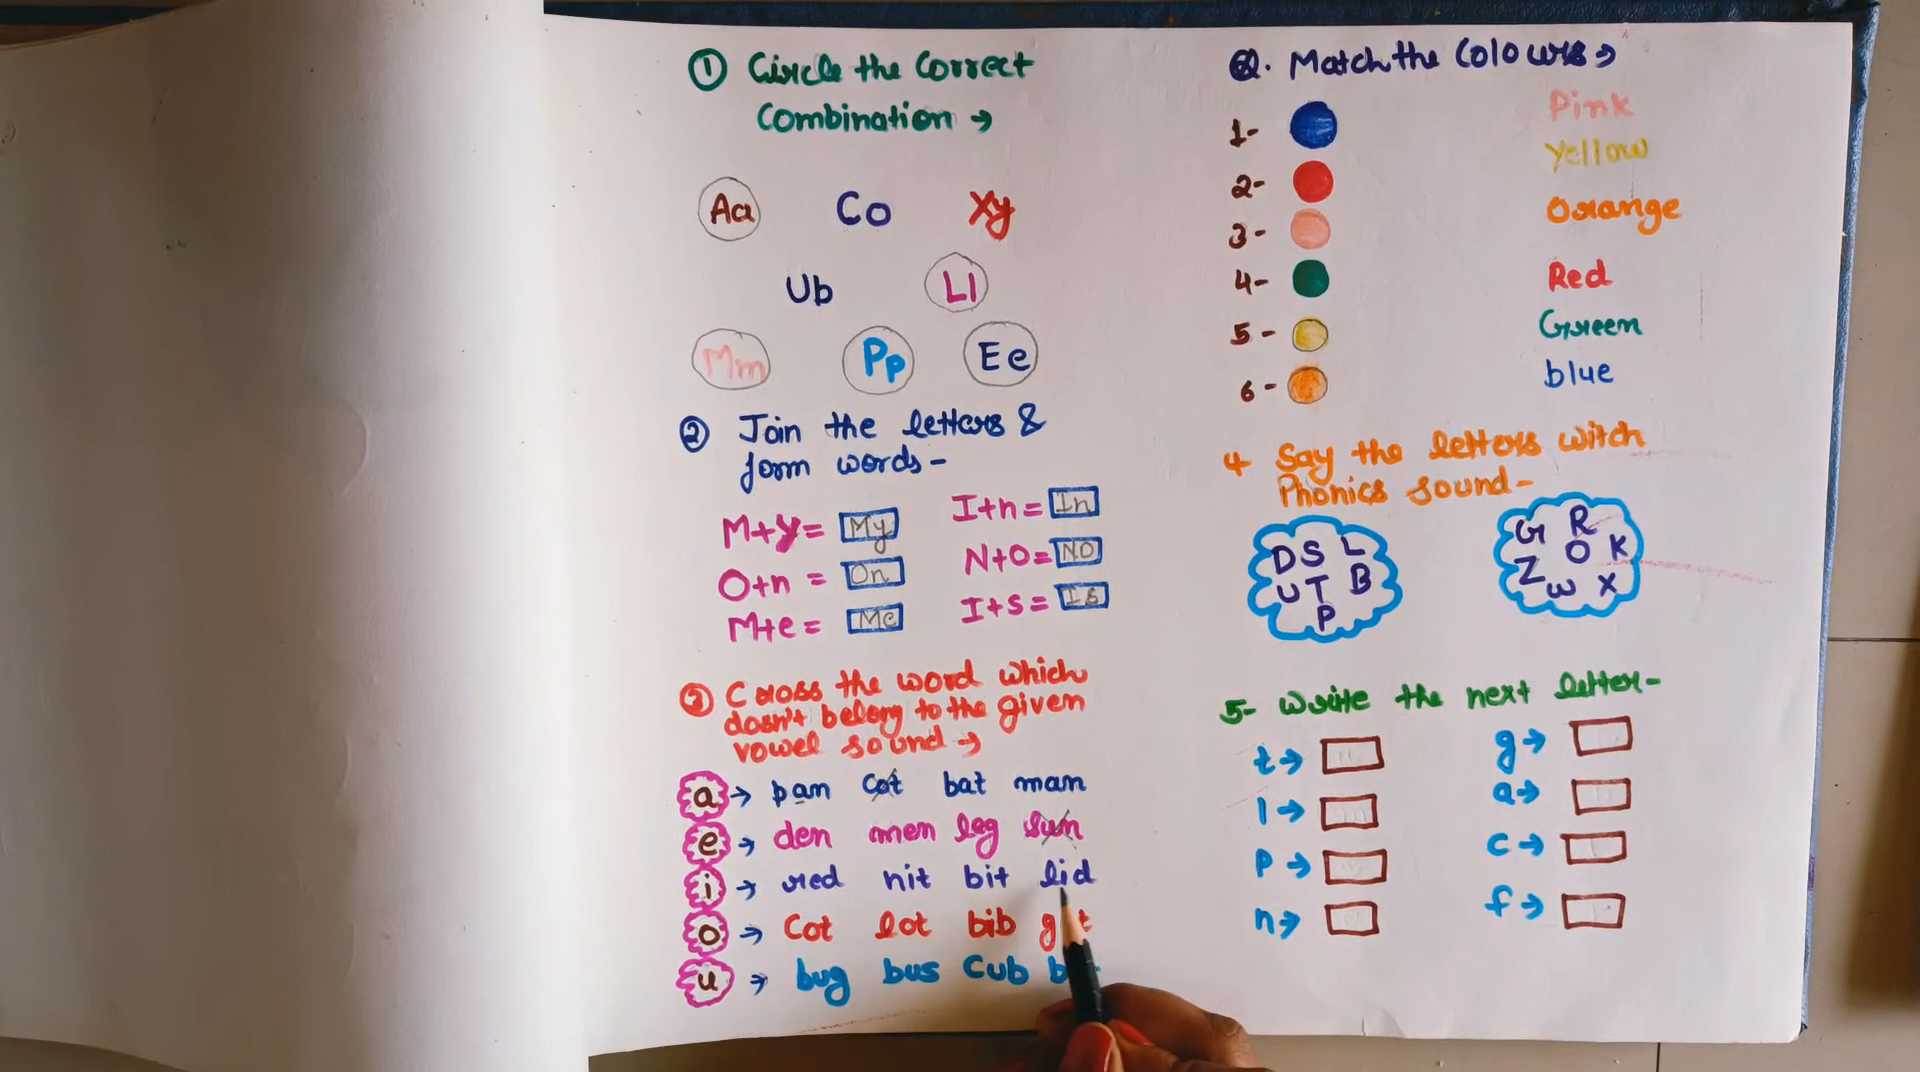 ① Circle the Correct
Combination →
Aa Co Xy
Ub Ll
Mm Pp Ee
② Join the letters &
form words-
M+y= My I+n= In
O+n = On N+O= NO
M+e= Me I+s= Is
③ Cross the word which
dosn't belong to the given
vowel sound →
a → pan cot bat man
e → den men leg sun
i → red nit bit lid
o → Cot lot bib
u → bug bus Cub
Q. Match the Colours →
1- Pink
2- Yellow
3- Orange
4- Red
5- Green
6- blue
4- Say the letters witch
Phonics sound-
D S L
U T B
P
G R
Z O K
W X
5- Write the next letter-
t→ g→
l→ a→
p→ c→
n→ f→